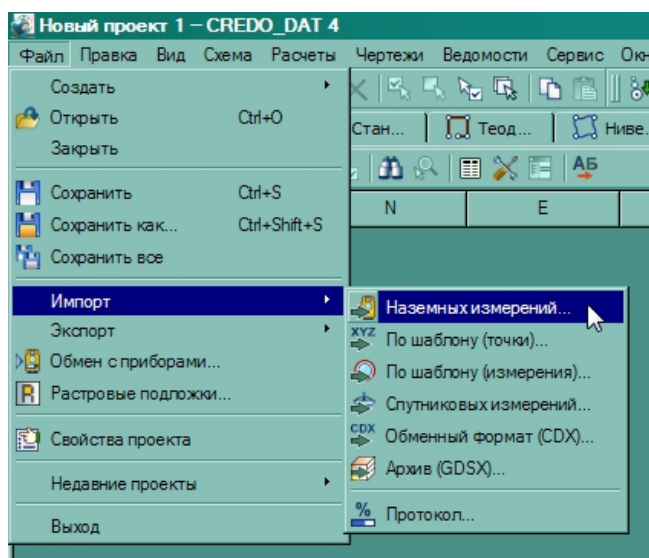 Новый проект 1 – CREDO_DAT 4
Файл Правка Вид Схема Расчеты Чертежи Ведомости Сервис Окн
Создать
Открыть Ctrl+O
Закрыть
Сохранить Ctrl+S
Сохранить как... Ctrl+Shift+S
Сохранить все
Импорт
Экспорт
Обмен с приборами...
Растровые подложки...
Свойства проекта
Недавние проекты
Выход
Стан... Теод... Ниве.
АБ
N E
Наземных измерений...
XYZ По шаблону (точки)...
По шаблону (измерения)...
Спутниковых измерений...
CDX Обменный формат (CDX)...
Архив (GDSX)...
% Протокол...